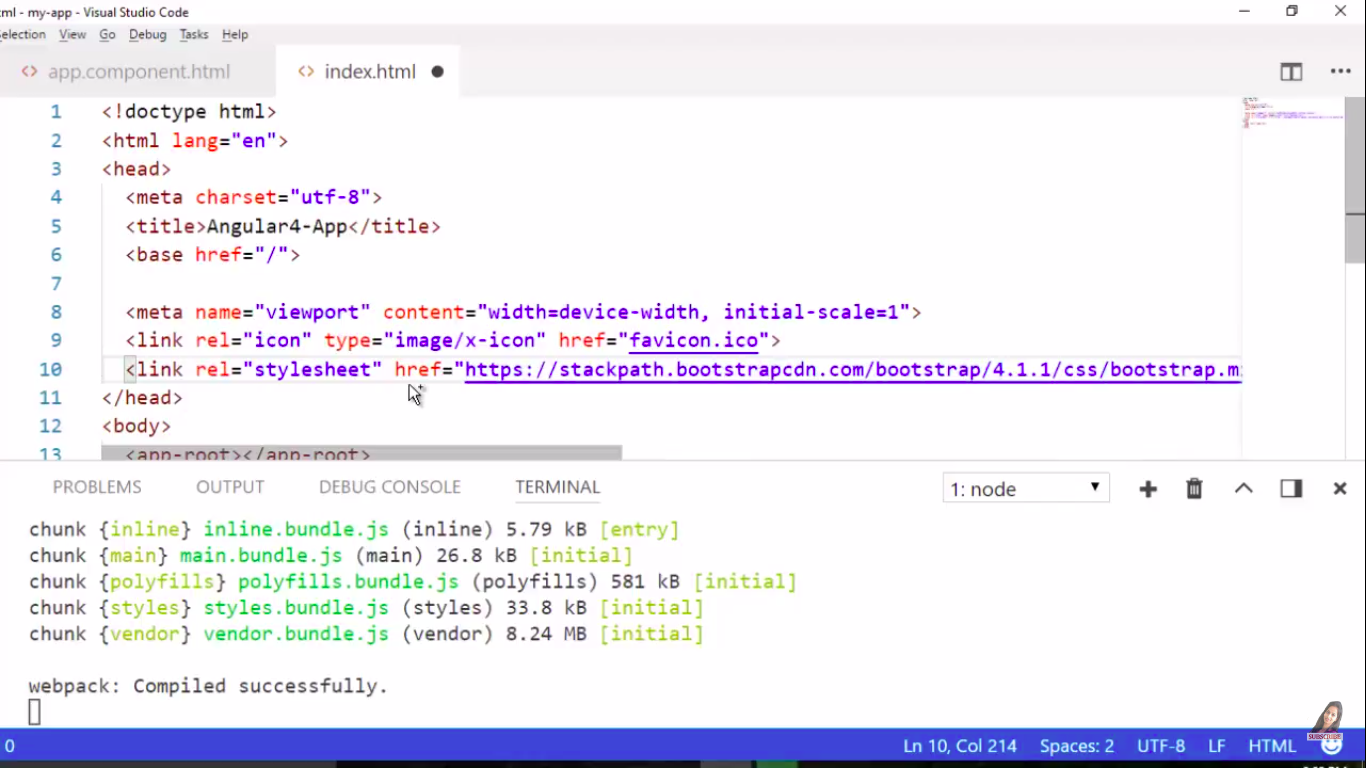 ml - my-app - Visual Studio Code
Selection View Go Debug Tasks Help
app.component.html index.html
1 <!doctype html>
2 <html lang="en">
3 <head>
4 <meta charset="utf-8">
5 <title>Angular4-App</title>
6 <base href="/">
7
8 <meta name="viewport" content="width=device-width, initial-scale=1">
9 <link rel="icon" type="image/x-icon" href="favicon.ico">
10 <link rel="stylesheet" href="https://stackpath.bootstrapcdn.com/bootstrap/4.1.1/css/bootstrap.m
11 </head>
12 <body>
13 <app-root></app-root>
PROBLEMS OUTPUT DEBUG CONSOLE TERMINAL 1: node
chunk {inline} inline.bundle.js (inline) 5.79 kB [entry]
chunk {main} main.bundle.js (main) 26.8 kB [initial]
chunk {polyfills} polyfills.bundle.js (polyfills) 581 kB [initial]
chunk {styles} styles.bundle.js (styles) 33.8 kB [initial]
chunk {vendor} vendor.bundle.js (vendor) 8.24 MB [initial]
webpack: Compiled successfully.
SUBSCRIBE
0 Ln 10, Col 214 Spaces: 2 UTF-8 LF HTML